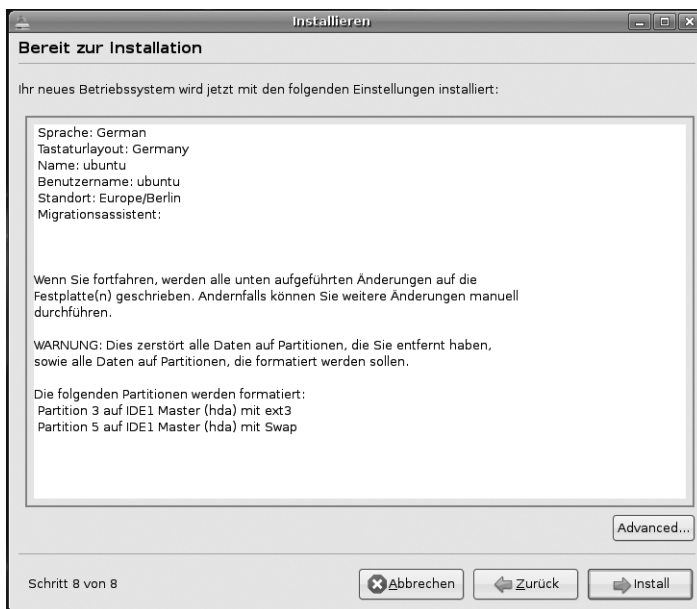 Installieren
Bereit zur Installation
Ihr neues Betriebssystem wird jetzt mit den folgenden Einstellungen installiert:
Sprache: German
Tastaturlayout: Germany
Name: ubuntu
Benutzername: ubuntu
Standort: Europe/Berlin
Migrationsassistent:
Wenn Sie fortfahren, werden alle unten aufgeführten Änderungen auf die
Festplatte(n) geschrieben. Andernfalls können Sie weitere Änderungen manuell
durchführen.
WARNUNG: Dies zerstört alle Daten auf Partitionen, die Sie entfernt haben,
sowie alle Daten auf Partitionen, die formatiert werden sollen.
Die folgenden Partitionen werden formatiert:
Partition 3 auf IDE1 Master (hda) mit ext3
Partition 5 auf IDE1 Master (hda) mit Swap
Advanced...
Schritt 8 von 8
Abbrechen
Zurück
Install